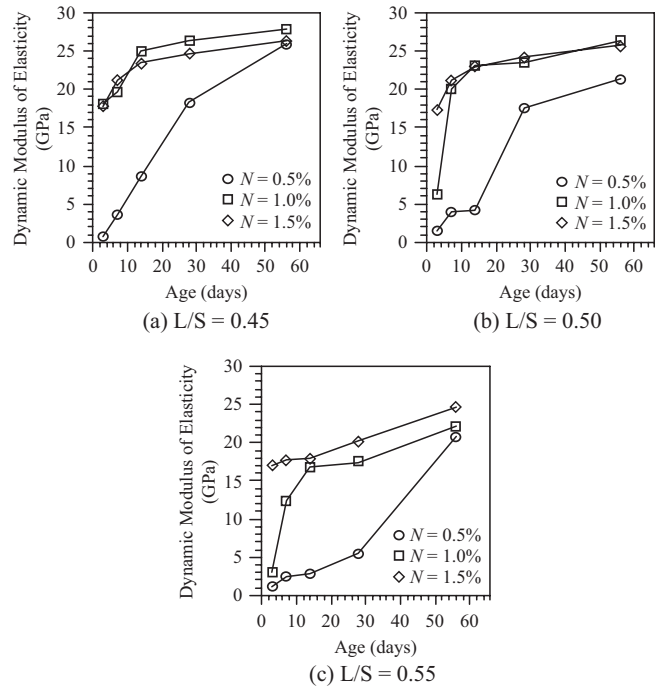 30
25
20
15
10
5
0
0 10 20 30 40 50 60
Dynamic Modulus of Elasticity
(GPa)
N = 0.5%
N = 1.0%
N = 1.5%
Age (days)
(a) L/S = 0.45
30
25
20
15
10
5
0
0 10 20 30 40 50 60
Dynamic Modulus of Elasticity
(GPa)
N = 0.5%
N = 1.0%
N = 1.5%
Age (days)
(b) L/S = 0.50
30
25
20
15
10
5
0
0 10 20 30 40 50 60
Dynamic Modulus of Elasticity
(GPa)
N = 0.5%
N = 1.0%
N = 1.5%
Age (days)
(c) L/S = 0.55